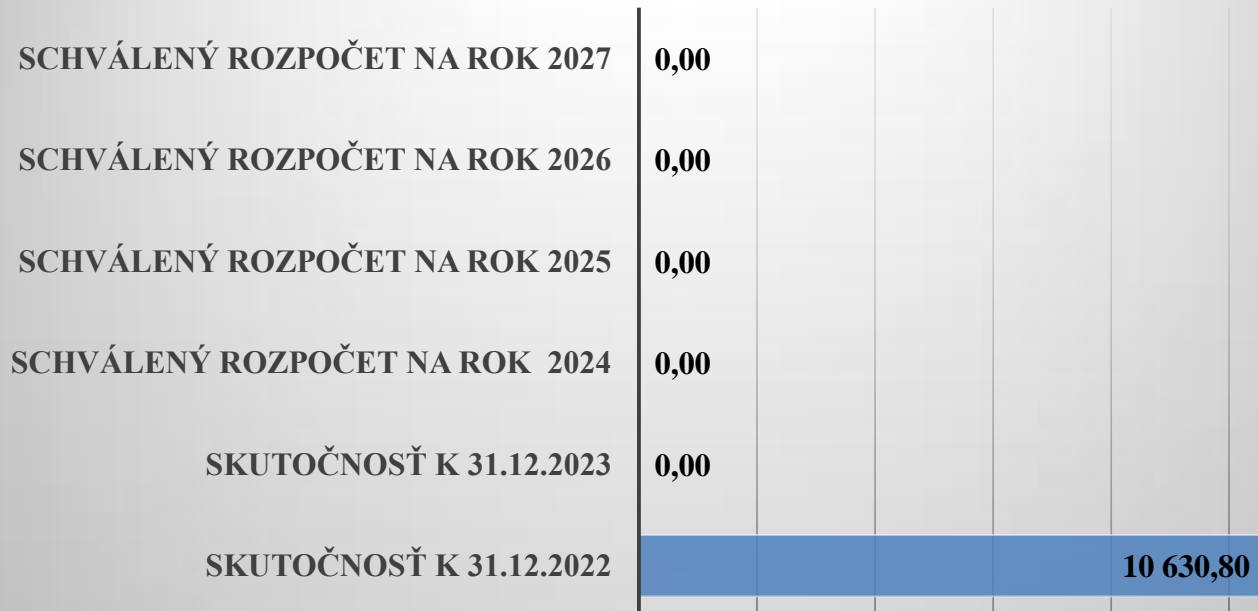 SCHVÁLENÝ ROZPOČET NA ROK 2027 0,00
SCHVÁLENÝ ROZPOČET NA ROK 2026 0,00
SCHVÁLENÝ ROZPOČET NA ROK 2025 0,00
SCHVÁLENÝ ROZPOČET NA ROK  2024 0,00
SKUTOČNOSŤ K 31.12.2023 0,00
SKUTOČNOSŤ K 31.12.2022 10 630,80